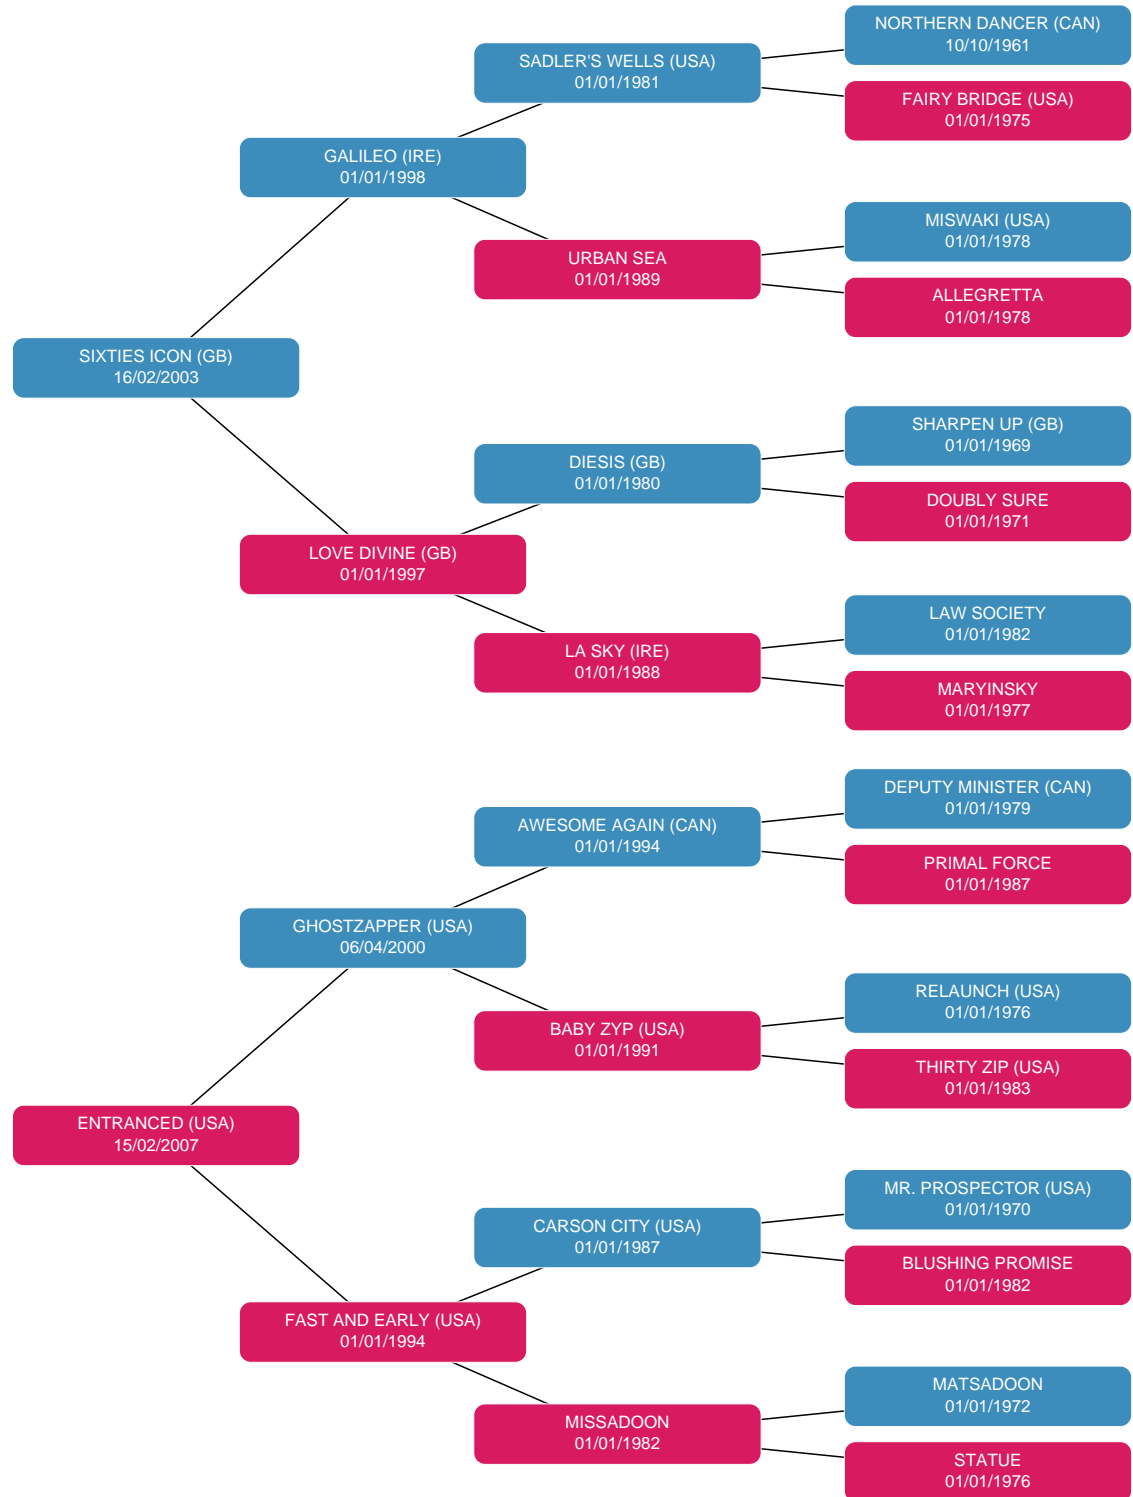 NORTHERN DANCER (CAN)
10/10/1961
SADLER'S WELLS (USA)
01/01/1981
FAIRY BRIDGE (USA)
01/01/1975
GALILEO (IRE)
01/01/1998
MISWAKI (USA)
01/01/1978
URBAN SEA
01/01/1989
ALLEGRETTA
01/01/1978
SIXTIES ICON (GB)
16/02/2003
SHARPEN UP (GB)
01/01/1969
DIESIS (GB)
01/01/1980
DOUBLY SURE
01/01/1971
LOVE DIVINE (GB)
01/01/1997
LAW SOCIETY
01/01/1982
LA SKY (IRE)
01/01/1988
MARYINSKY
01/01/1977
DEPUTY MINISTER (CAN)
01/01/1979
AWESOME AGAIN (CAN)
01/01/1994
PRIMAL FORCE
01/01/1987
GHOSTZAPPER (USA)
06/04/2000
RELAUNCH (USA)
01/01/1976
BABY ZYP (USA)
01/01/1991
THIRTY ZIP (USA)
01/01/1983
ENTRANCED (USA)
15/02/2007
MR. PROSPECTOR (USA)
01/01/1970
CARSON CITY (USA)
01/01/1987
BLUSHING PROMISE
01/01/1982
FAST AND EARLY (USA)
01/01/1994
MATSADOON
01/01/1972
MISSADOON
01/01/1982
STATUE
01/01/1976